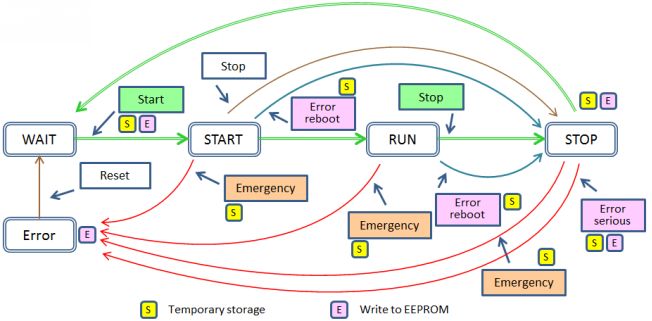 Stop
S
S E
Start
S E
Error
reboot
Stop
WAIT
START
RUN
STOP
Reset
Emergency
S
Emergency
S
Error
reboot
S
Error
serious
S E
Error
E
S
Emergency
S Temporary storage
E Write to EEPROM